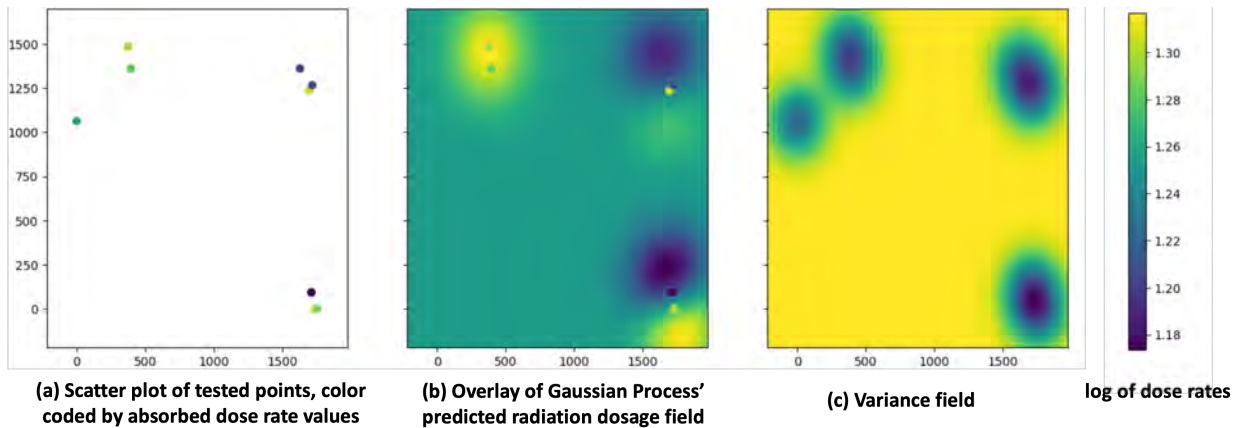 1500
1250
1000
750
500
250
0
0 500 1000 1500
0 500 1000 1500
0 500 1000 1500
1.30
1.28
1.26
1.24
1.22
1.20
1.18
(a) Scatter plot of tested points, color
coded by absorbed dose rate values
(b) Overlay of Gaussian Process’
predicted radiation dosage field
(c) Variance field
log of dose rates